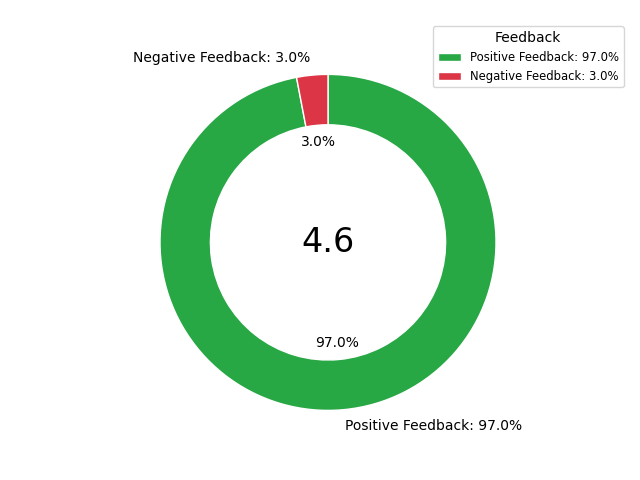 Feedback
Positive Feedback: 97.0%
Negative Feedback: 3.0%
Negative Feedback: 3.0%
3.0%
4.6
97.0%
Positive Feedback: 97.0%